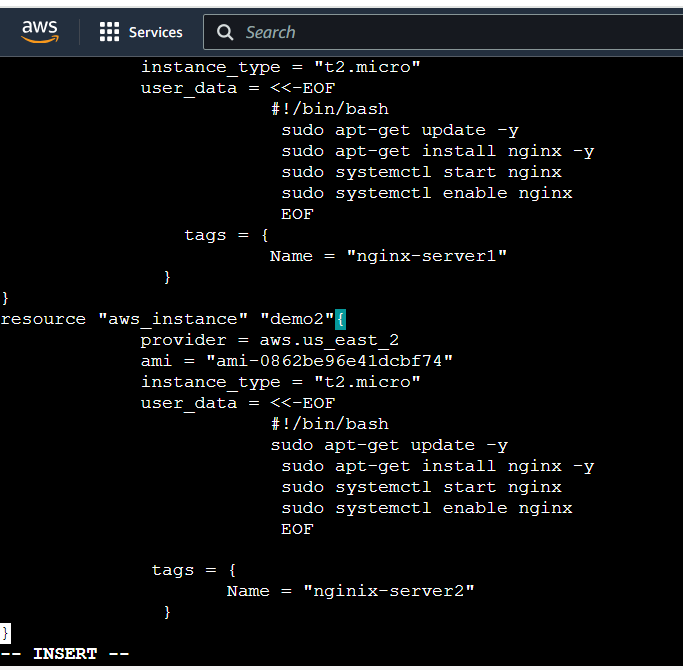 aws Services Search
instance_type = "t2.micro"
user_data = <<-EOF
#!/bin/bash
sudo apt-get update -y
sudo apt-get install nginx -y
sudo systemctl start nginx
sudo systemctl enable nginx
EOF
tags = {
Name = "nginx-server1"
}
}
resource "aws_instance" "demo2"{
provider = aws.us_east_2
ami = "ami-0862be96e41dcbf74"
instance_type = "t2.micro"
user_data = <<-EOF
#!/bin/bash
sudo apt-get update -y
sudo apt-get install nginx -y
sudo systemctl start nginx
sudo systemctl enable nginx
EOF
tags = {
Name = "nginix-server2"
}
}
-- INSERT --